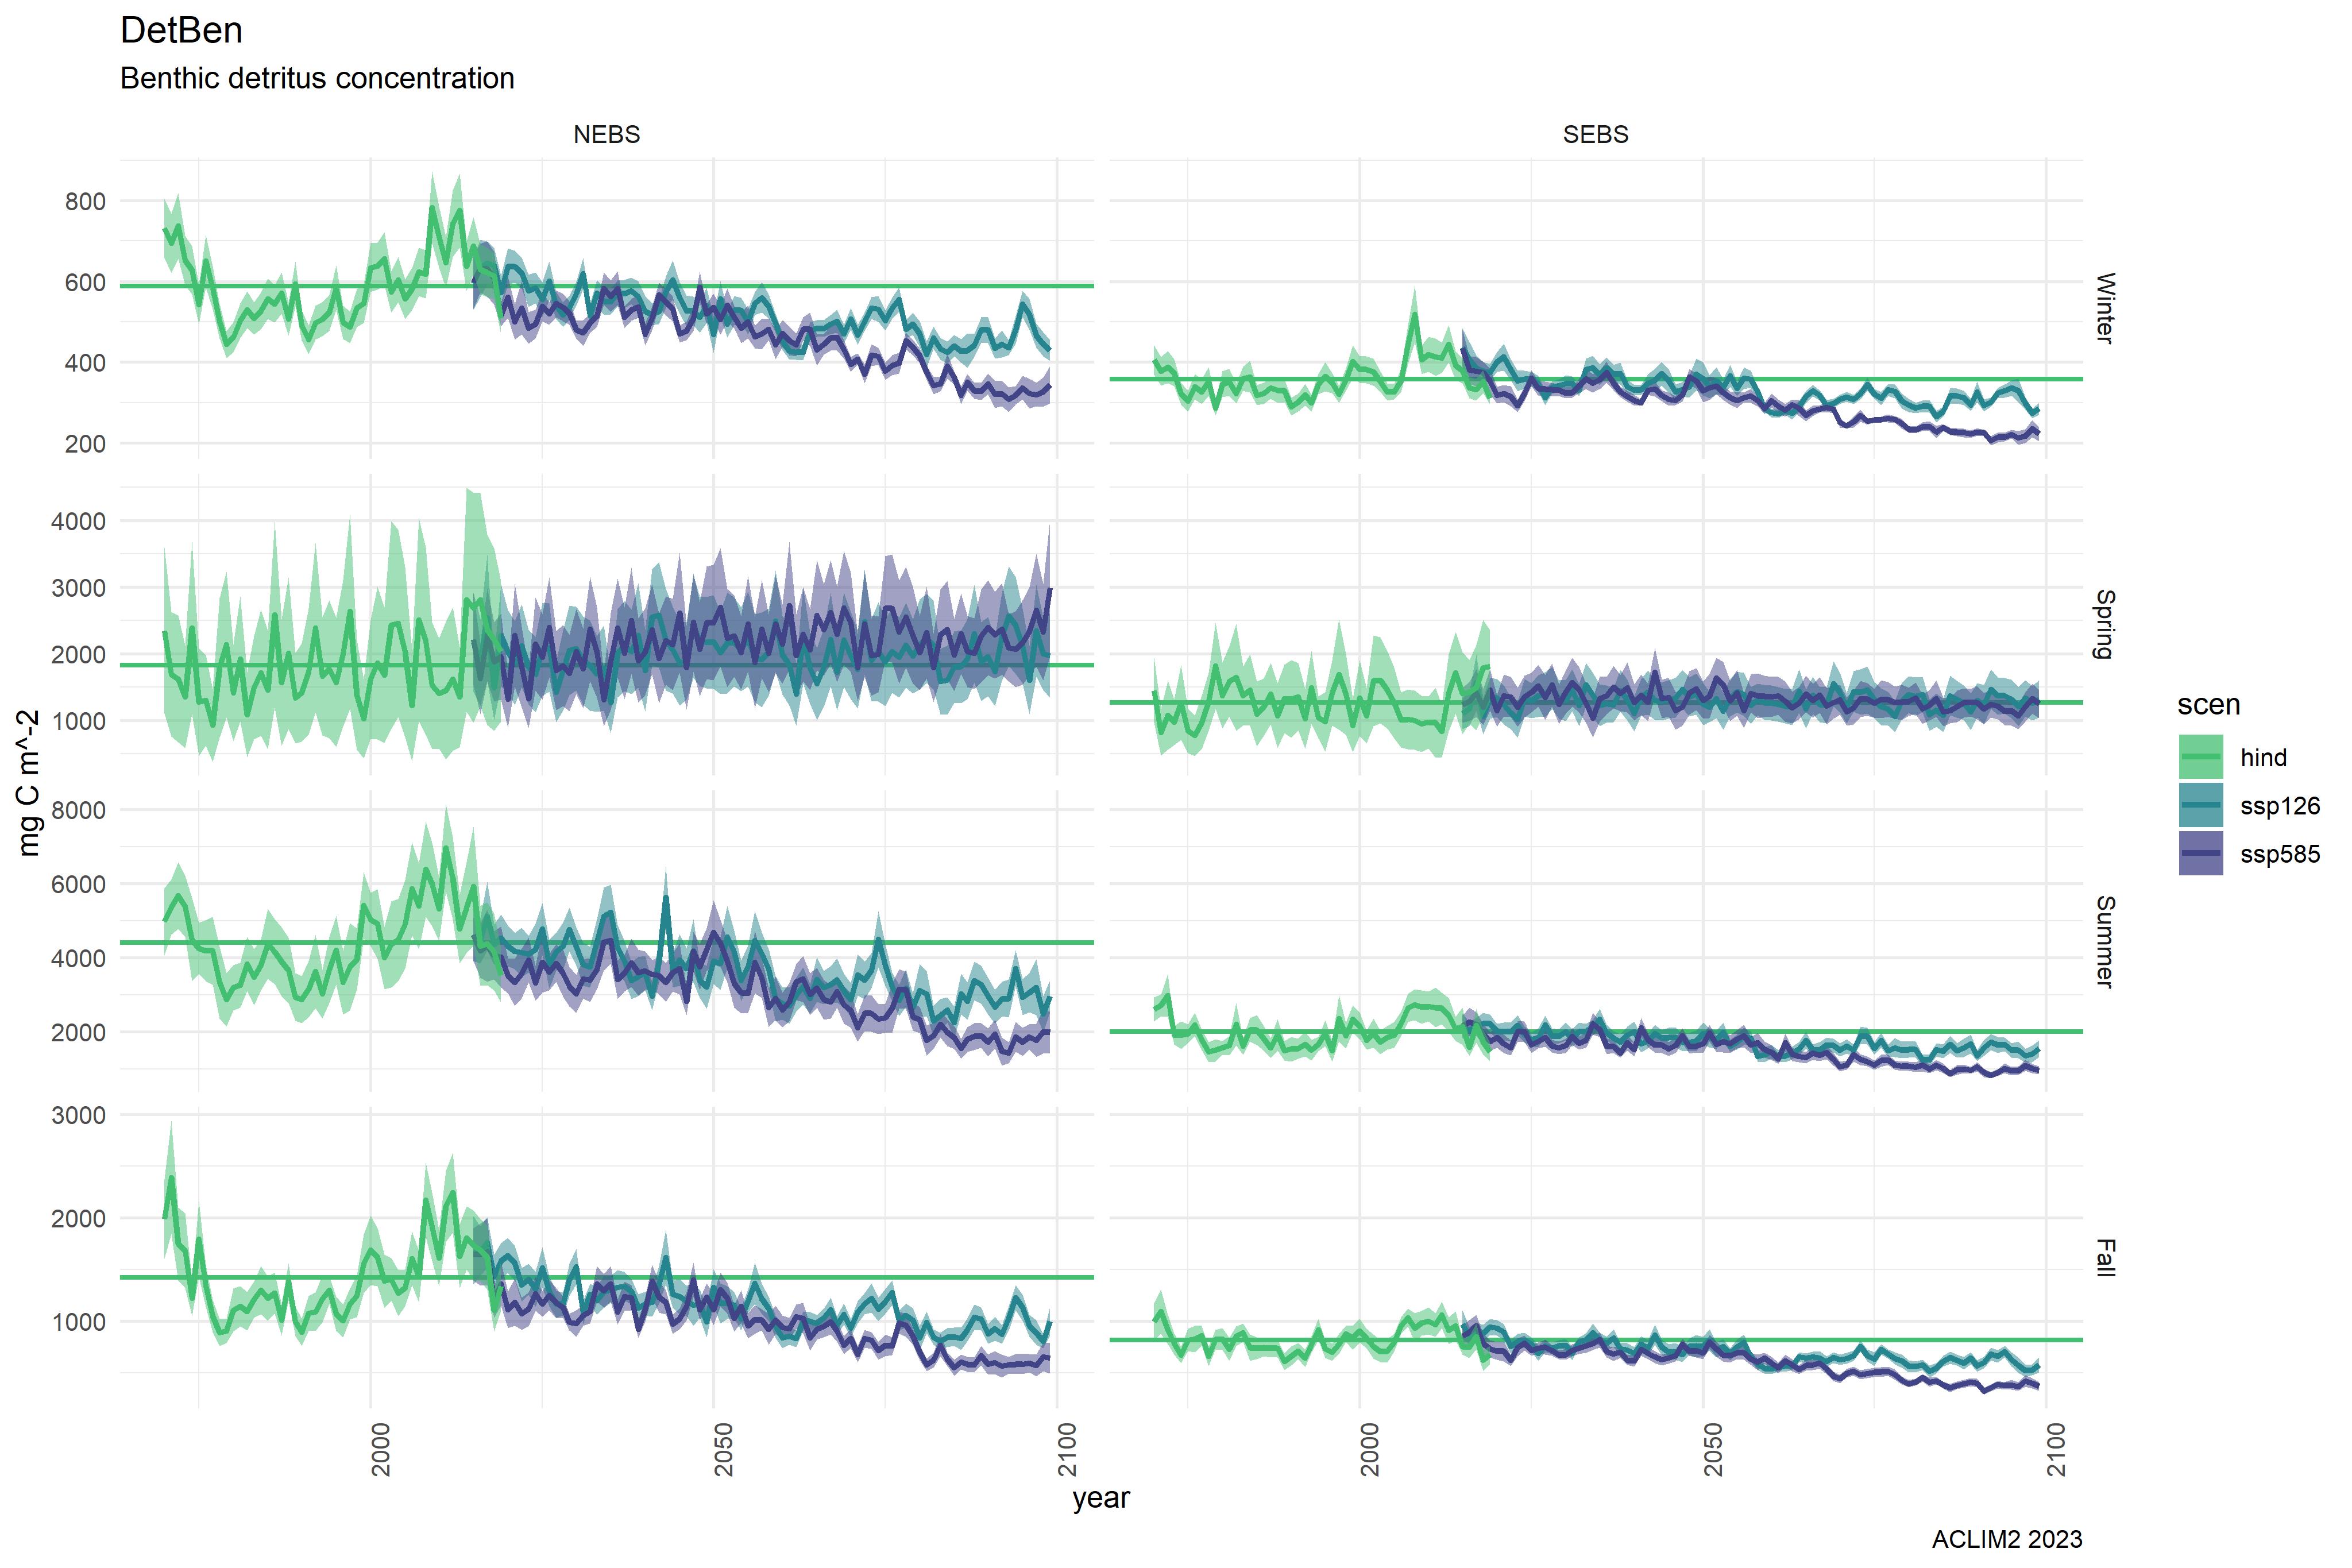 DetBen
Benthic detritus concentration
NEBS
SEBS
800
600
400
200
Winter
4000
3000
2000
1000
Spring
mg C m^-2
8000
6000
4000
2000
Summer
3000
2000
1000
Fall
2000
2050
2100
2000
2050
2100
year
scen
hind
ssp126
ssp585
ACLIM2 2023